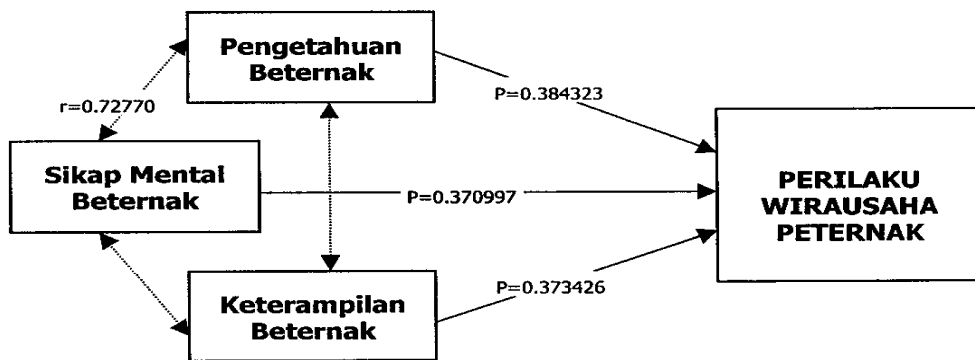 Pengetahuan
Beternak
P=0.384323
r=0.72770
Sikap Mental
Beternak
P=0.370997
PERILAKU
WIRAUSAHA
PETERNAK
Keterampilan
Beternak
P=0.373426